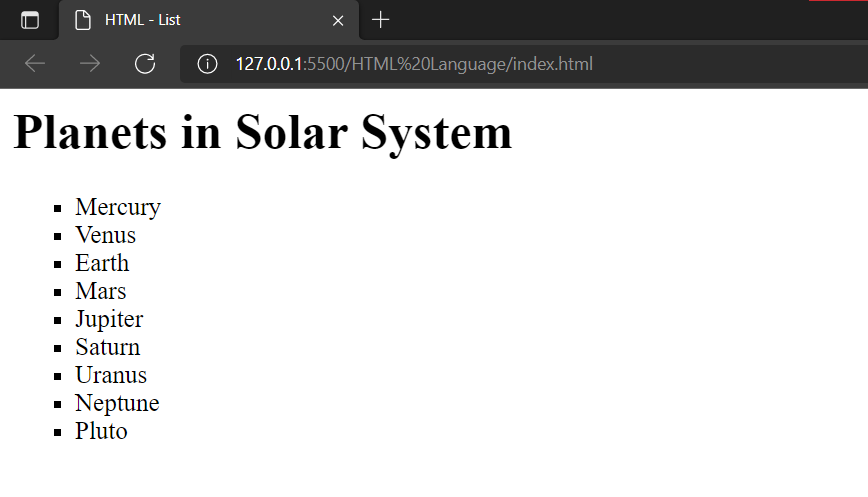 HTML - List
127.0.0.1:5500/HTML%20Language/index.html
Planets in Solar System
Mercury
Venus
Earth
Mars
Jupiter
Saturn
Uranus
Neptune
Pluto